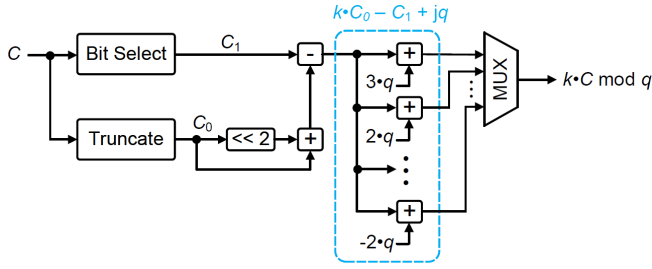 k•C₀ – C₁ + jq
C
Bit Select
C₁
-
+
3•q
MUX
k•C mod q
Truncate
C₀
<< 2
+
+
2•q
+
-2•q